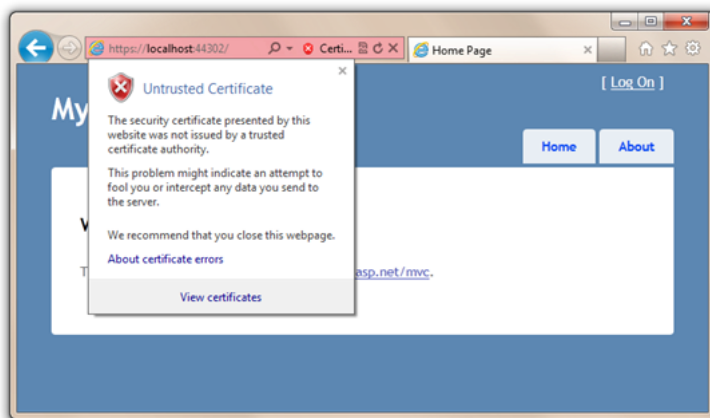 https://localhost:44302/
Certi...
Home Page
[ Log On ]
My
Home
About
Untrusted Certificate
The security certificate presented by this
website was not issued by a trusted
certificate authority.
This problem might indicate an attempt to
fool you or intercept any data you send to
the server.
We recommend that you close this webpage.
About certificate errors
View certificates
asp.net/mvc.